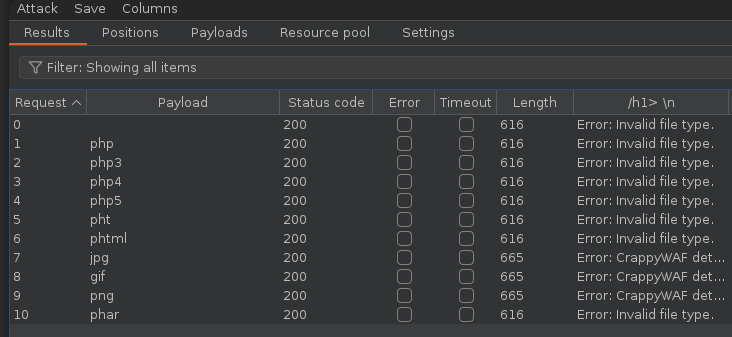 Attack Save Columns
Results Positions Payloads Resource pool Settings
Filter: Showing all items
Request Payload Status code Error Timeout Length /h1> \n
0 200 616 Error: Invalid file type.
1 php 200 616 Error: Invalid file type.
2 php3 200 616 Error: Invalid file type.
3 php4 200 616 Error: Invalid file type.
4 php5 200 616 Error: Invalid file type.
5 pht 200 616 Error: Invalid file type.
6 phtml 200 616 Error: Invalid file type.
7 jpg 200 665 Error: CrappyWAF det...
8 gif 200 665 Error: CrappyWAF det...
9 png 200 665 Error: CrappyWAF det...
10 phar 200 616 Error: Invalid file type.